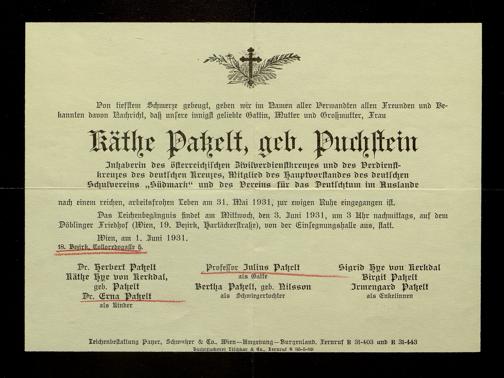 Von tiefstem Schmerze gebeugt, geben wir im Namen aller Verwandten allen Freunden und Be-
kannten davon Nachricht, daß unsere innigst geliebte Gattin, Mutter und Großmutter, Frau
Käthe Patzelt, geb. Puchstein
Inhaberin des österreichischen Zivilverdienstkreuzes und des Verdienst-
kreuzes des deutschen Kreuzes, Mitglied des Hauptvorstandes des deutschen
Schulvereins „Südmark“ und des Vereins für das Deutschtum im Auslande
nach einem reichen, arbeitsfrohen Leben am 31. Mai 1931, zur ewigen Ruhe eingegangen ist.
Das Leichenbegängnis findet am Mittwoch, den 3. Juni 1931, um 3 Uhr nachmittags, auf dem
Döblinger Friedhof (Wien, 19. Bezirk, Hartäckerstraße), von der Einsegnungshalle aus, statt.
Wien, am 1. Juni 1931.
18. Bezirk, Colloredogasse
Dr. Herbert Patzelt
Käthe Hye von Kerkdal,
geb. Patzelt
Dr. Erna Patzelt
als Kinder
Professor Julius Patzelt
als Gatte
Bertha Patzelt, geb. Nilsson
als Schwiegertochter
Sigrid Hye von Kerkdal
Birgit Patzelt
Irmengard Patzelt
als Enkelinnen
Leichenbestattung Payer, Schweiker & Co., Wien—Umgebung—Burgenland. Fernruf R 31-403 und R 31-443